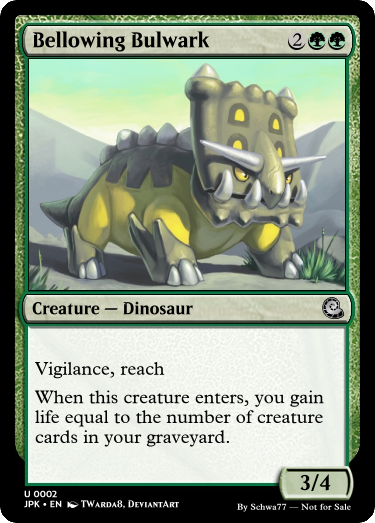 Bellowing Bulwark 2
Creature — Dinosaur
Vigilance, reach
When this creature enters, you gain
life equal to the number of creature
cards in your graveyard.
3/4
U 0002
JPK • EN TWarda8, DeviantArt
By Schwa77 — Not for Sale